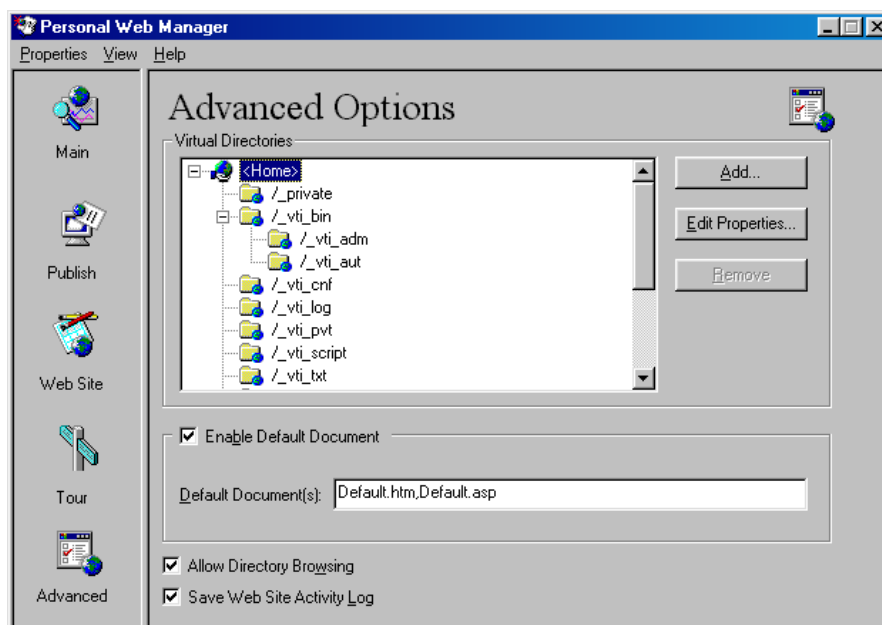 Personal Web Manager
Properties View Help
Main
Publish
Web Site
Tour
Advanced
Advanced Options
Virtual Directories
<Home>
/_private
/_vti_bin
/_vti_adm
/_vti_aut
/_vti_cnf
/_vti_log
/_vti_pvt
/_vti_script
/_vti_txt
Add...
Edit Properties...
Remove
Enable Default Document
Default Document(s): Default.htm,Default.asp
Allow Directory Browsing
Save Web Site Activity Log